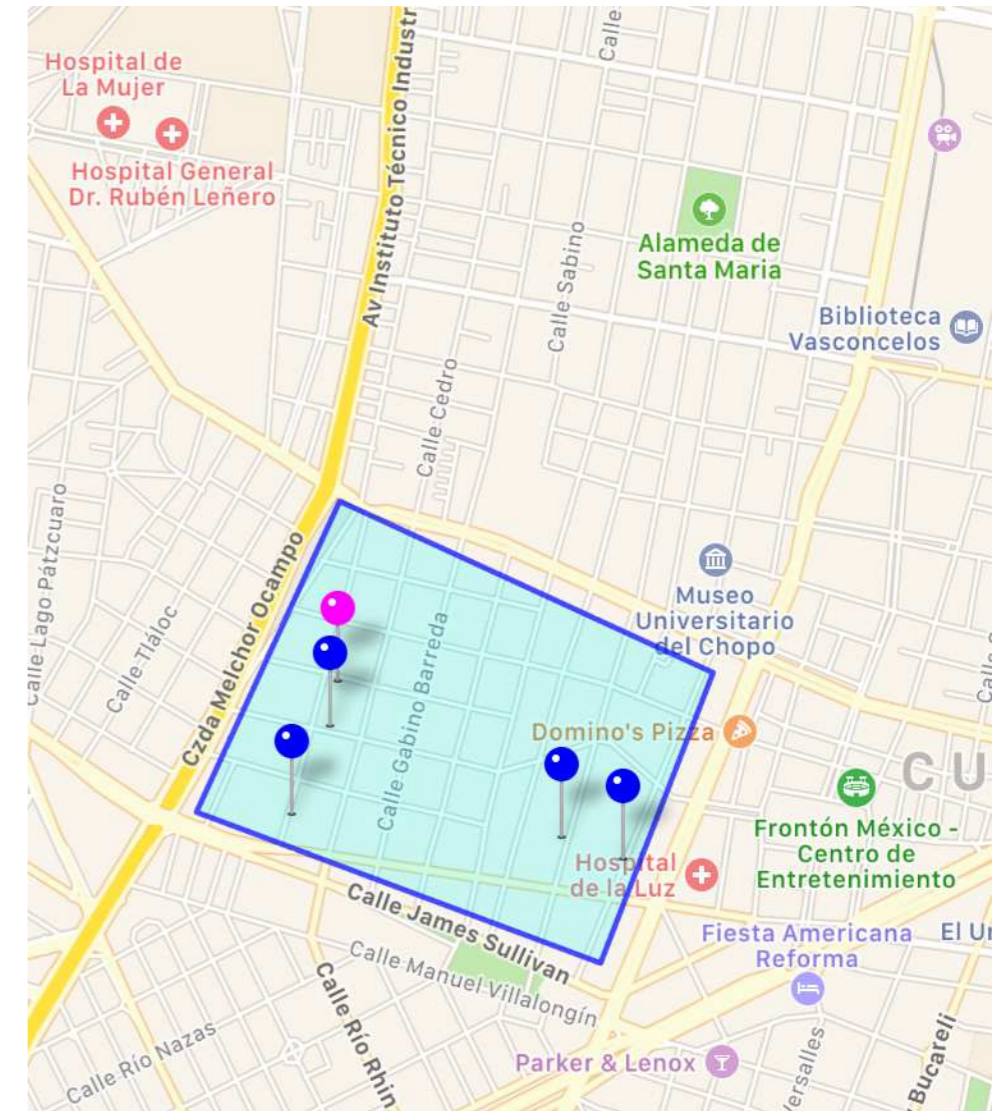 Calle
Hospital de
La Mujer
Hospital General
Dr. Rubén Leñero
Av Instituto Técnico Industr
Alameda de
Santa Maria
Calle Sabino
Biblioteca
Vasconcelos
Calle Cedro
Calle Lago Pátzcuaro
Calle Tláloc
Czda Melchor Ocampo
Museo
Universitario
del Chopo
Calle Gabino Barreda
Calle
Domino's Pizza
CU
Frontón México -
Centro de
Entretenimiento
Hospital
de la Luz
Calle James Sullivan
Fiesta Americana
Reforma
El Un
Calle Manuel Villalongín
Calle Río Rhin
Calle Río Nazas
Parker & Lenox
ersalles
Bucareli